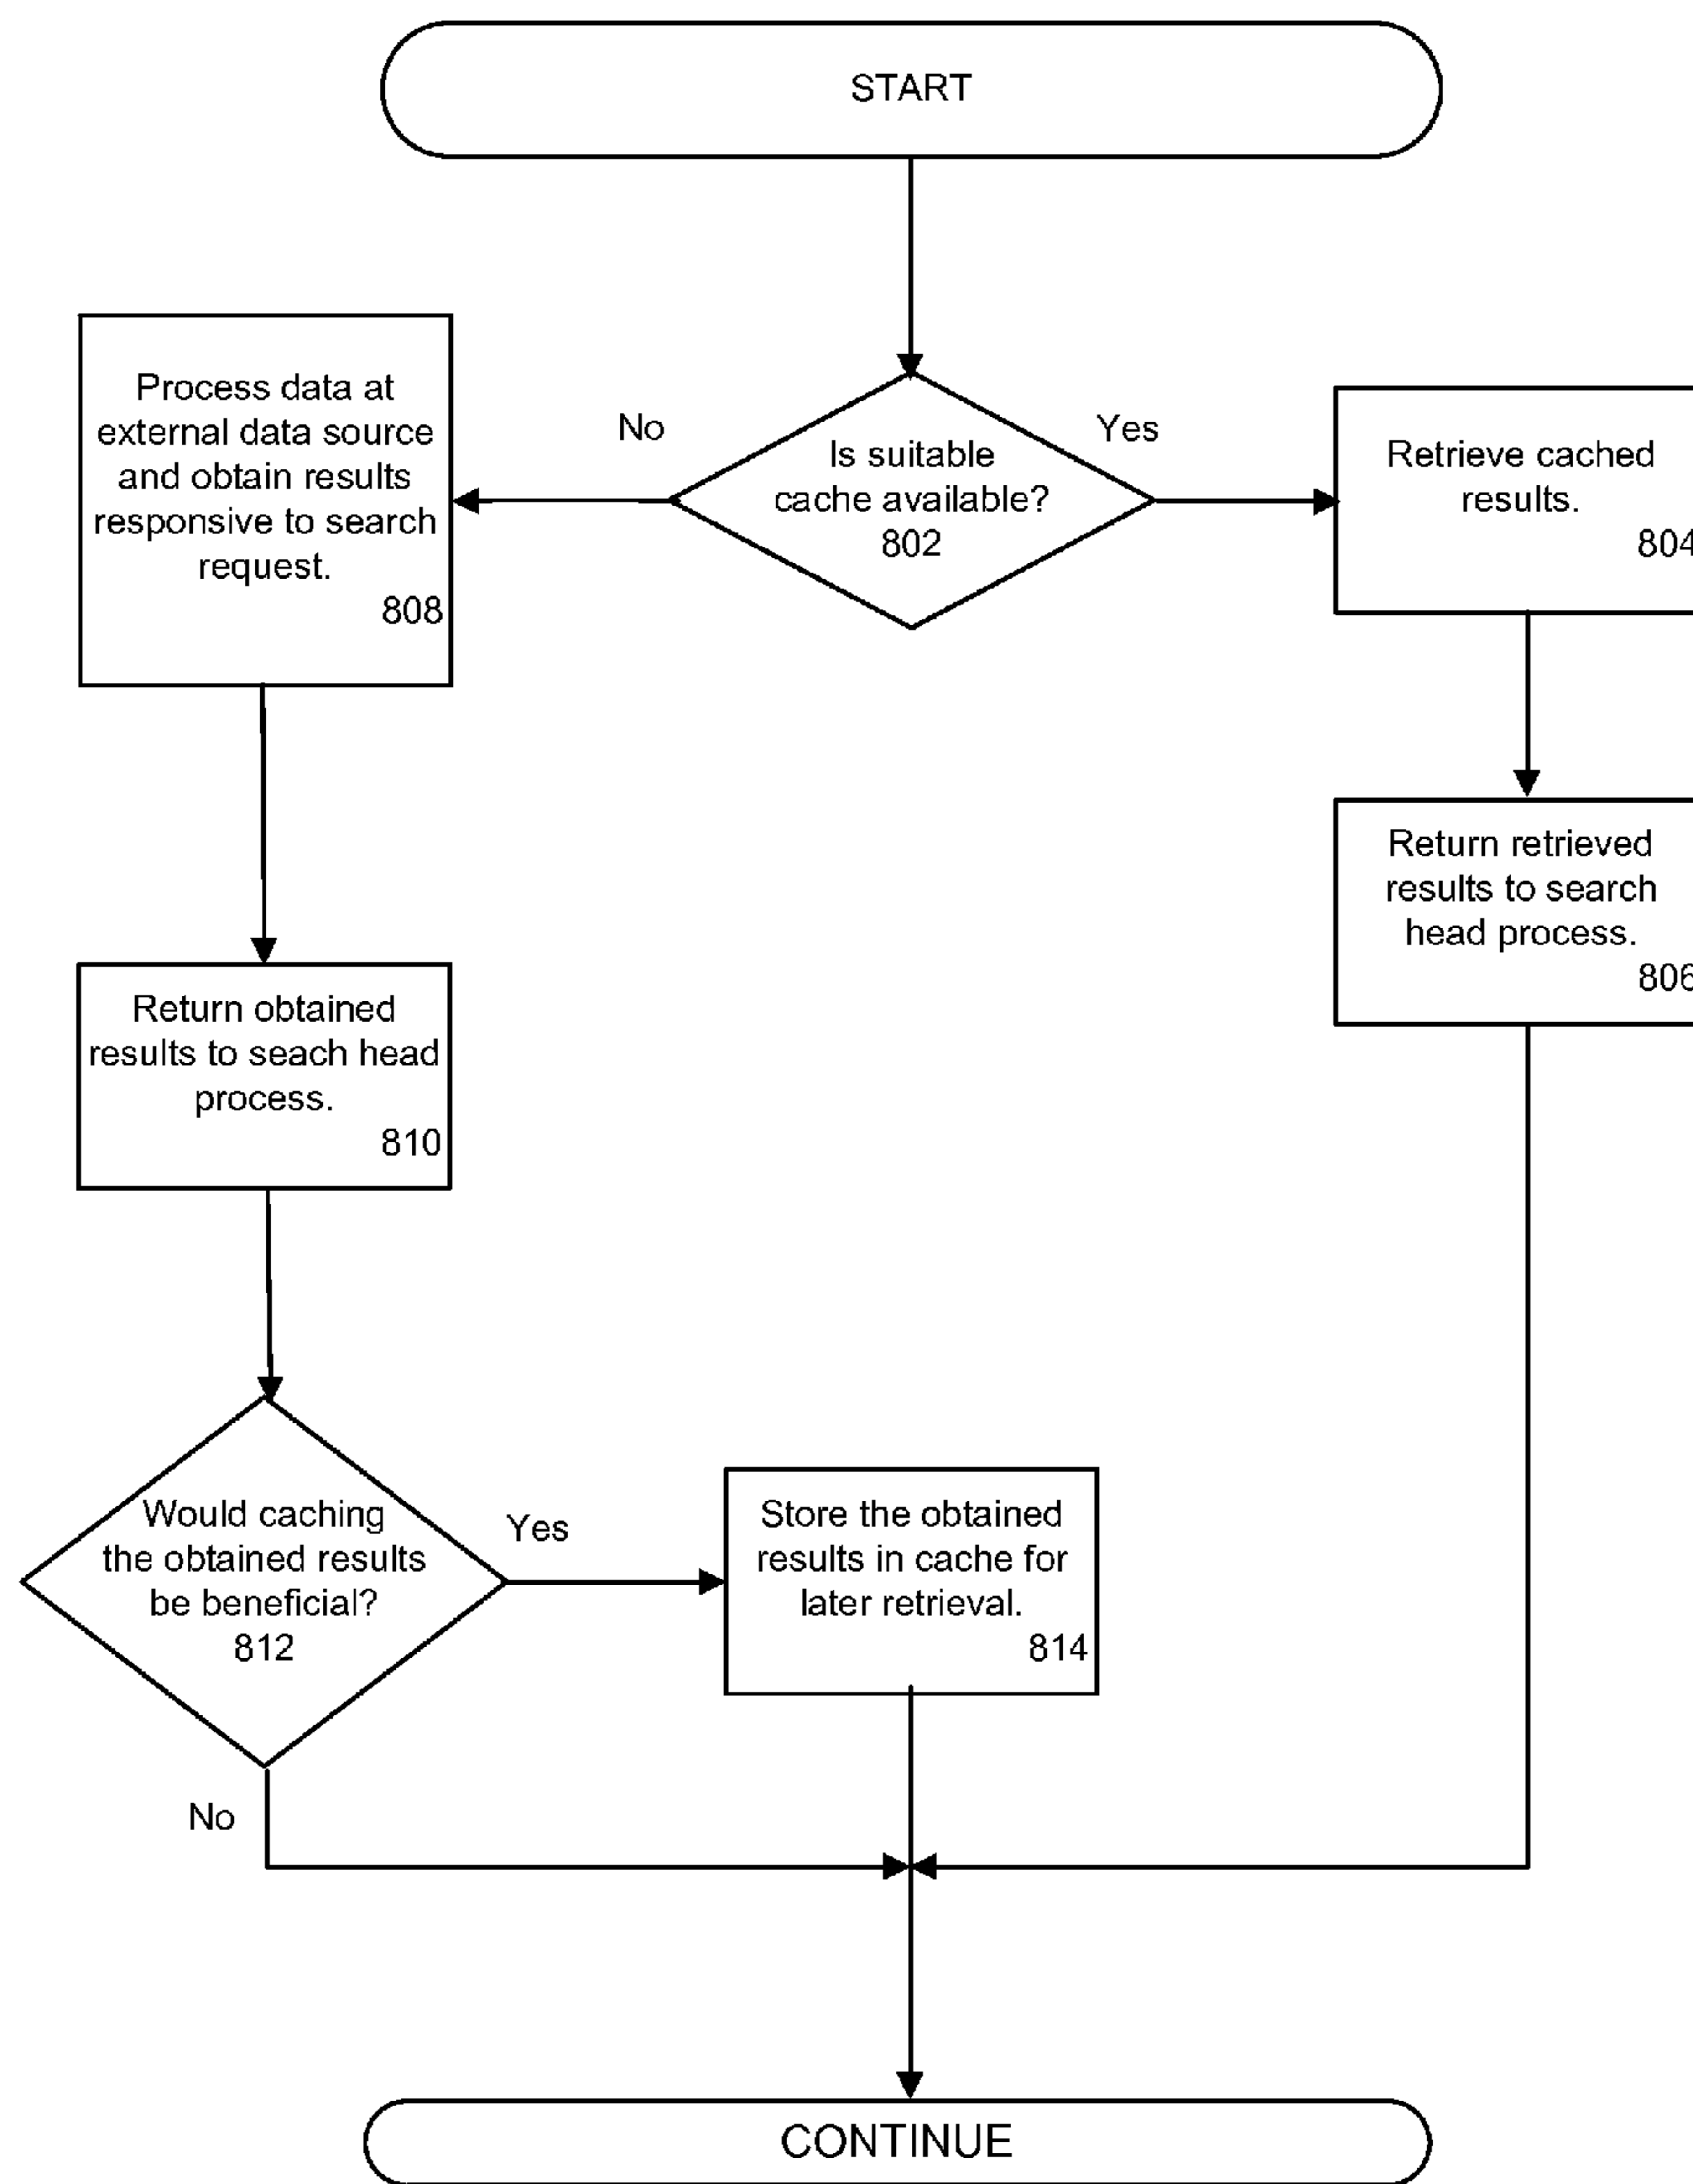 START
No
Yes
Process data at
external data source
and obtain results
responsive to search
request.
808
Is suitable
cache available?
802
Retrieve cached
results.
804
Return retrieved
results to search
head process.
806
Return obtained
results to seach head
process.
810
Would caching
the obtained results
be beneficial?
812
Yes
Store the obtained
results in cache for
later retrieval.
814
No
CONTINUE